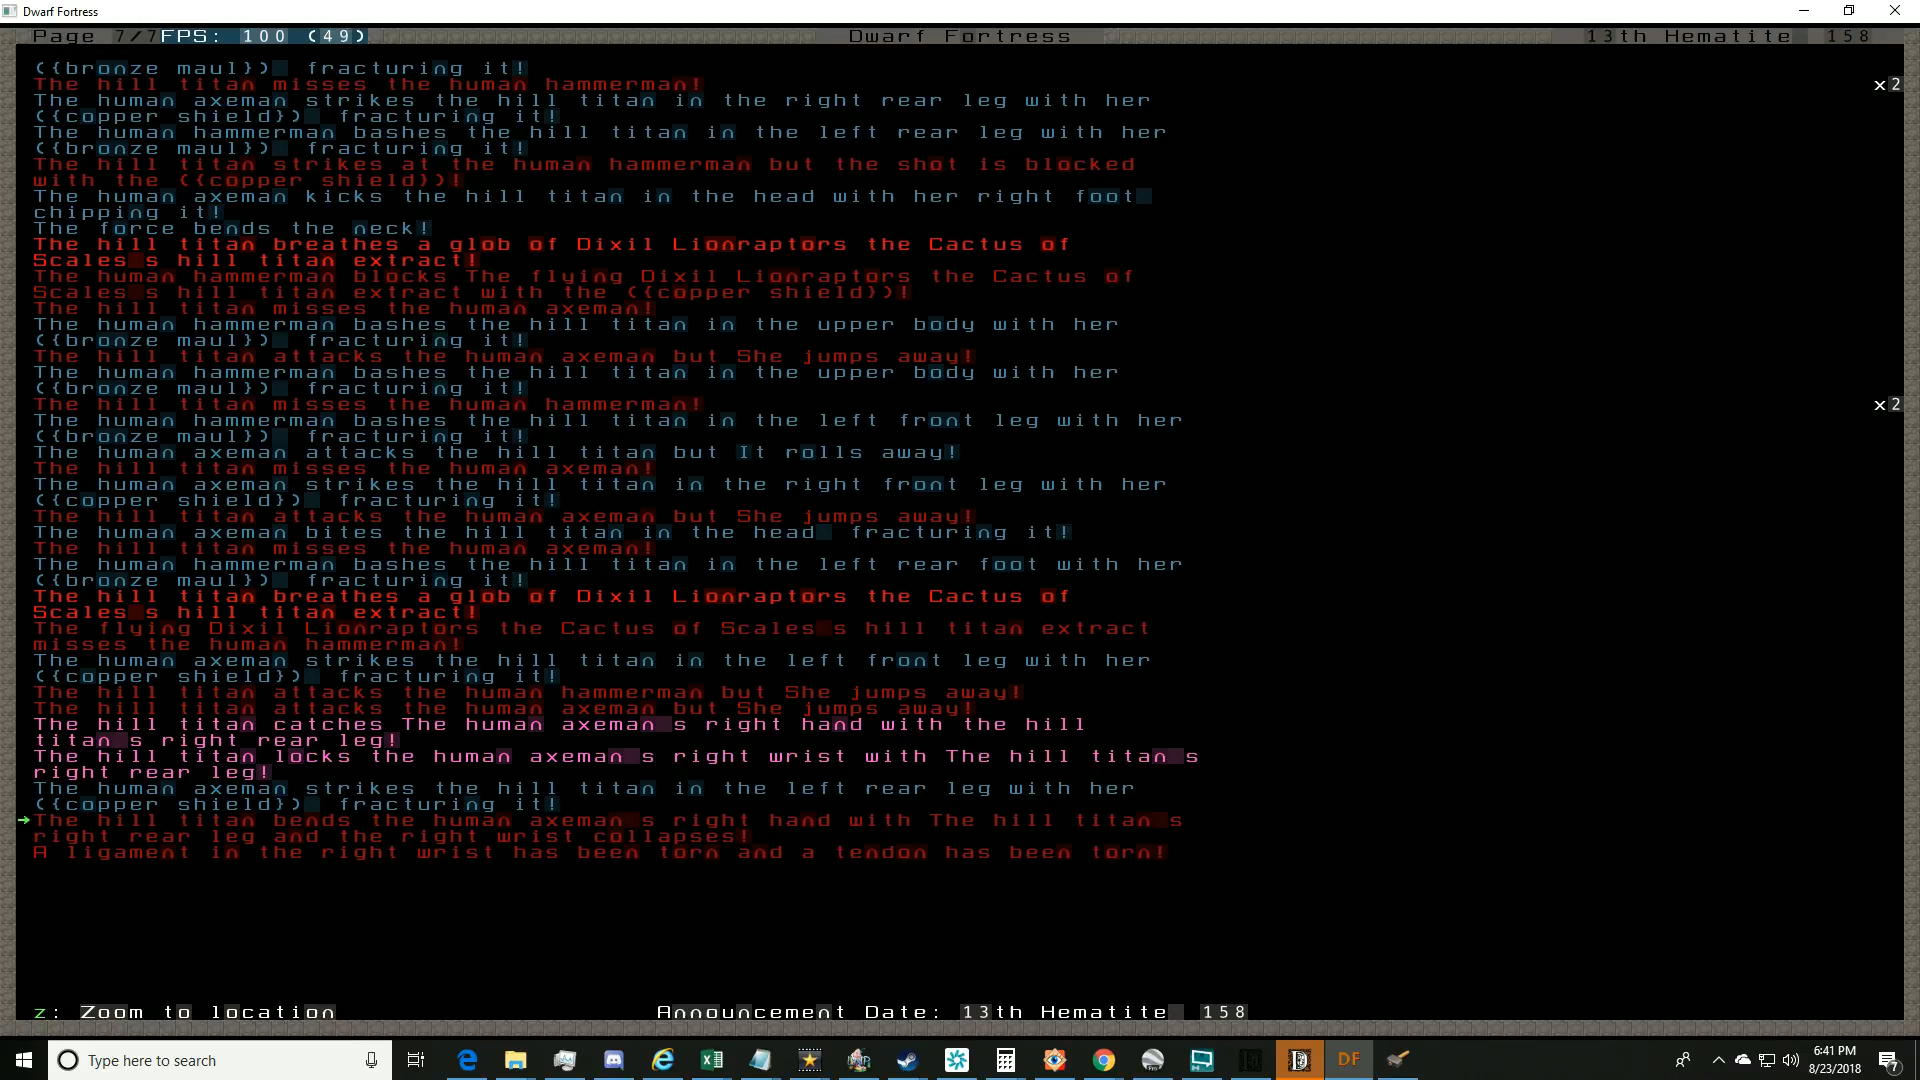 Dwarf Fortress
Page 7/7 FPS: 100 (49) Dwarf Fortress 13th Hematite 158
({bronze maul}) fracturing it!
The hill titan misses the human hammerman! x2
The human axeman strikes the hill titan in the right rear leg with her
({copper shield}) fracturing it!
The human hammerman bashes the hill titan in the left rear leg with her
({bronze maul}) fracturing it!
The hill titan strikes at the human hammerman but the shot is blocked
with the ({copper shield})!
The human axeman kicks the hill titan in the head with her right foot
chipping it!
The force bends the neck!
The hill titan breathes a glob of Dixil Lionraptors the Cactus of
Scales s hill titan extract!
The human hammerman blocks The flying Dixil Lionraptors the Cactus of
Scales s hill titan extract with the ({copper shield})!
The hill titan misses the human axeman!
The human hammerman bashes the hill titan in the upper body with her
({bronze maul}) fracturing it!
The hill titan attacks the human axeman but She jumps away!
The human hammerman bashes the hill titan in the upper body with her
({bronze maul}) fracturing it!
The hill titan misses the human hammerman! x2
The human hammerman bashes the hill titan in the left front leg with her
({bronze maul}) fracturing it!
The human axeman attacks the hill titan but It rolls away!
The hill titan misses the human axeman!
The human axeman strikes the hill titan in the right front leg with her
({copper shield}) fracturing it!
The hill titan attacks the human axeman but She jumps away!
The human axeman bites the hill titan in the head fracturing it!
The hill titan misses the human axeman!
The human hammerman bashes the hill titan in the left rear foot with her
({bronze maul}) fracturing it!
The hill titan breathes a glob of Dixil Lionraptors the Cactus of
Scales s hill titan extract!
The flying Dixil Lionraptors the Cactus of Scales s hill titan extract
misses the human hammerman!
The human axeman strikes the hill titan in the left front leg with her
({copper shield}) fracturing it!
The hill titan attacks the human hammerman but She jumps away!
The hill titan attacks the human axeman but She jumps away!
The hill titan catches The human axeman s right hand with the hill
titan s right rear leg!
The hill titan locks the human axeman s right wrist with The hill titan s
right rear leg!
The human axeman strikes the hill titan in the left rear leg with her
({copper shield}) fracturing it!
The hill titan bends the human axeman s right hand with The hill titan s
right rear leg and the right wrist collapses!
A ligament in the right wrist has been torn and a tendon has been torn!
z: Zoom to location Announcement Date: 13th Hematite 158
Type here to search
DF
6:41 PM
8/23/2018
7